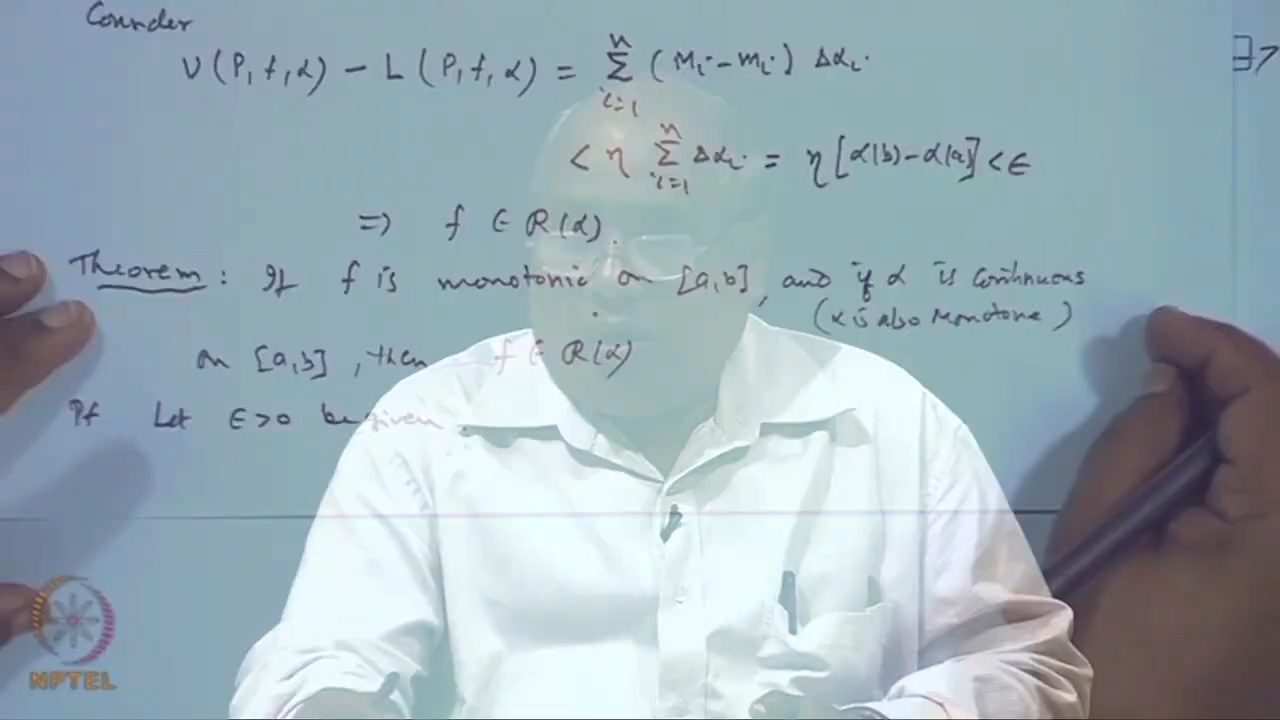 Consider
U(P, f, α) − L(P, f, α) = Σ_{i=1}^{n} (M_i − m_i) Δα_i
< η Σ_{i=1}^{n} Δα_i = η [α(b) − α(a)] < ϵ
⇒ f ∈ R(α).
Theorem : If f is monotonic on [a,b], and if α is continuous
(α is also monotone)
on [a,b], then f ∈ R(α)
Pf Let ϵ>0 be given.
NPTEL